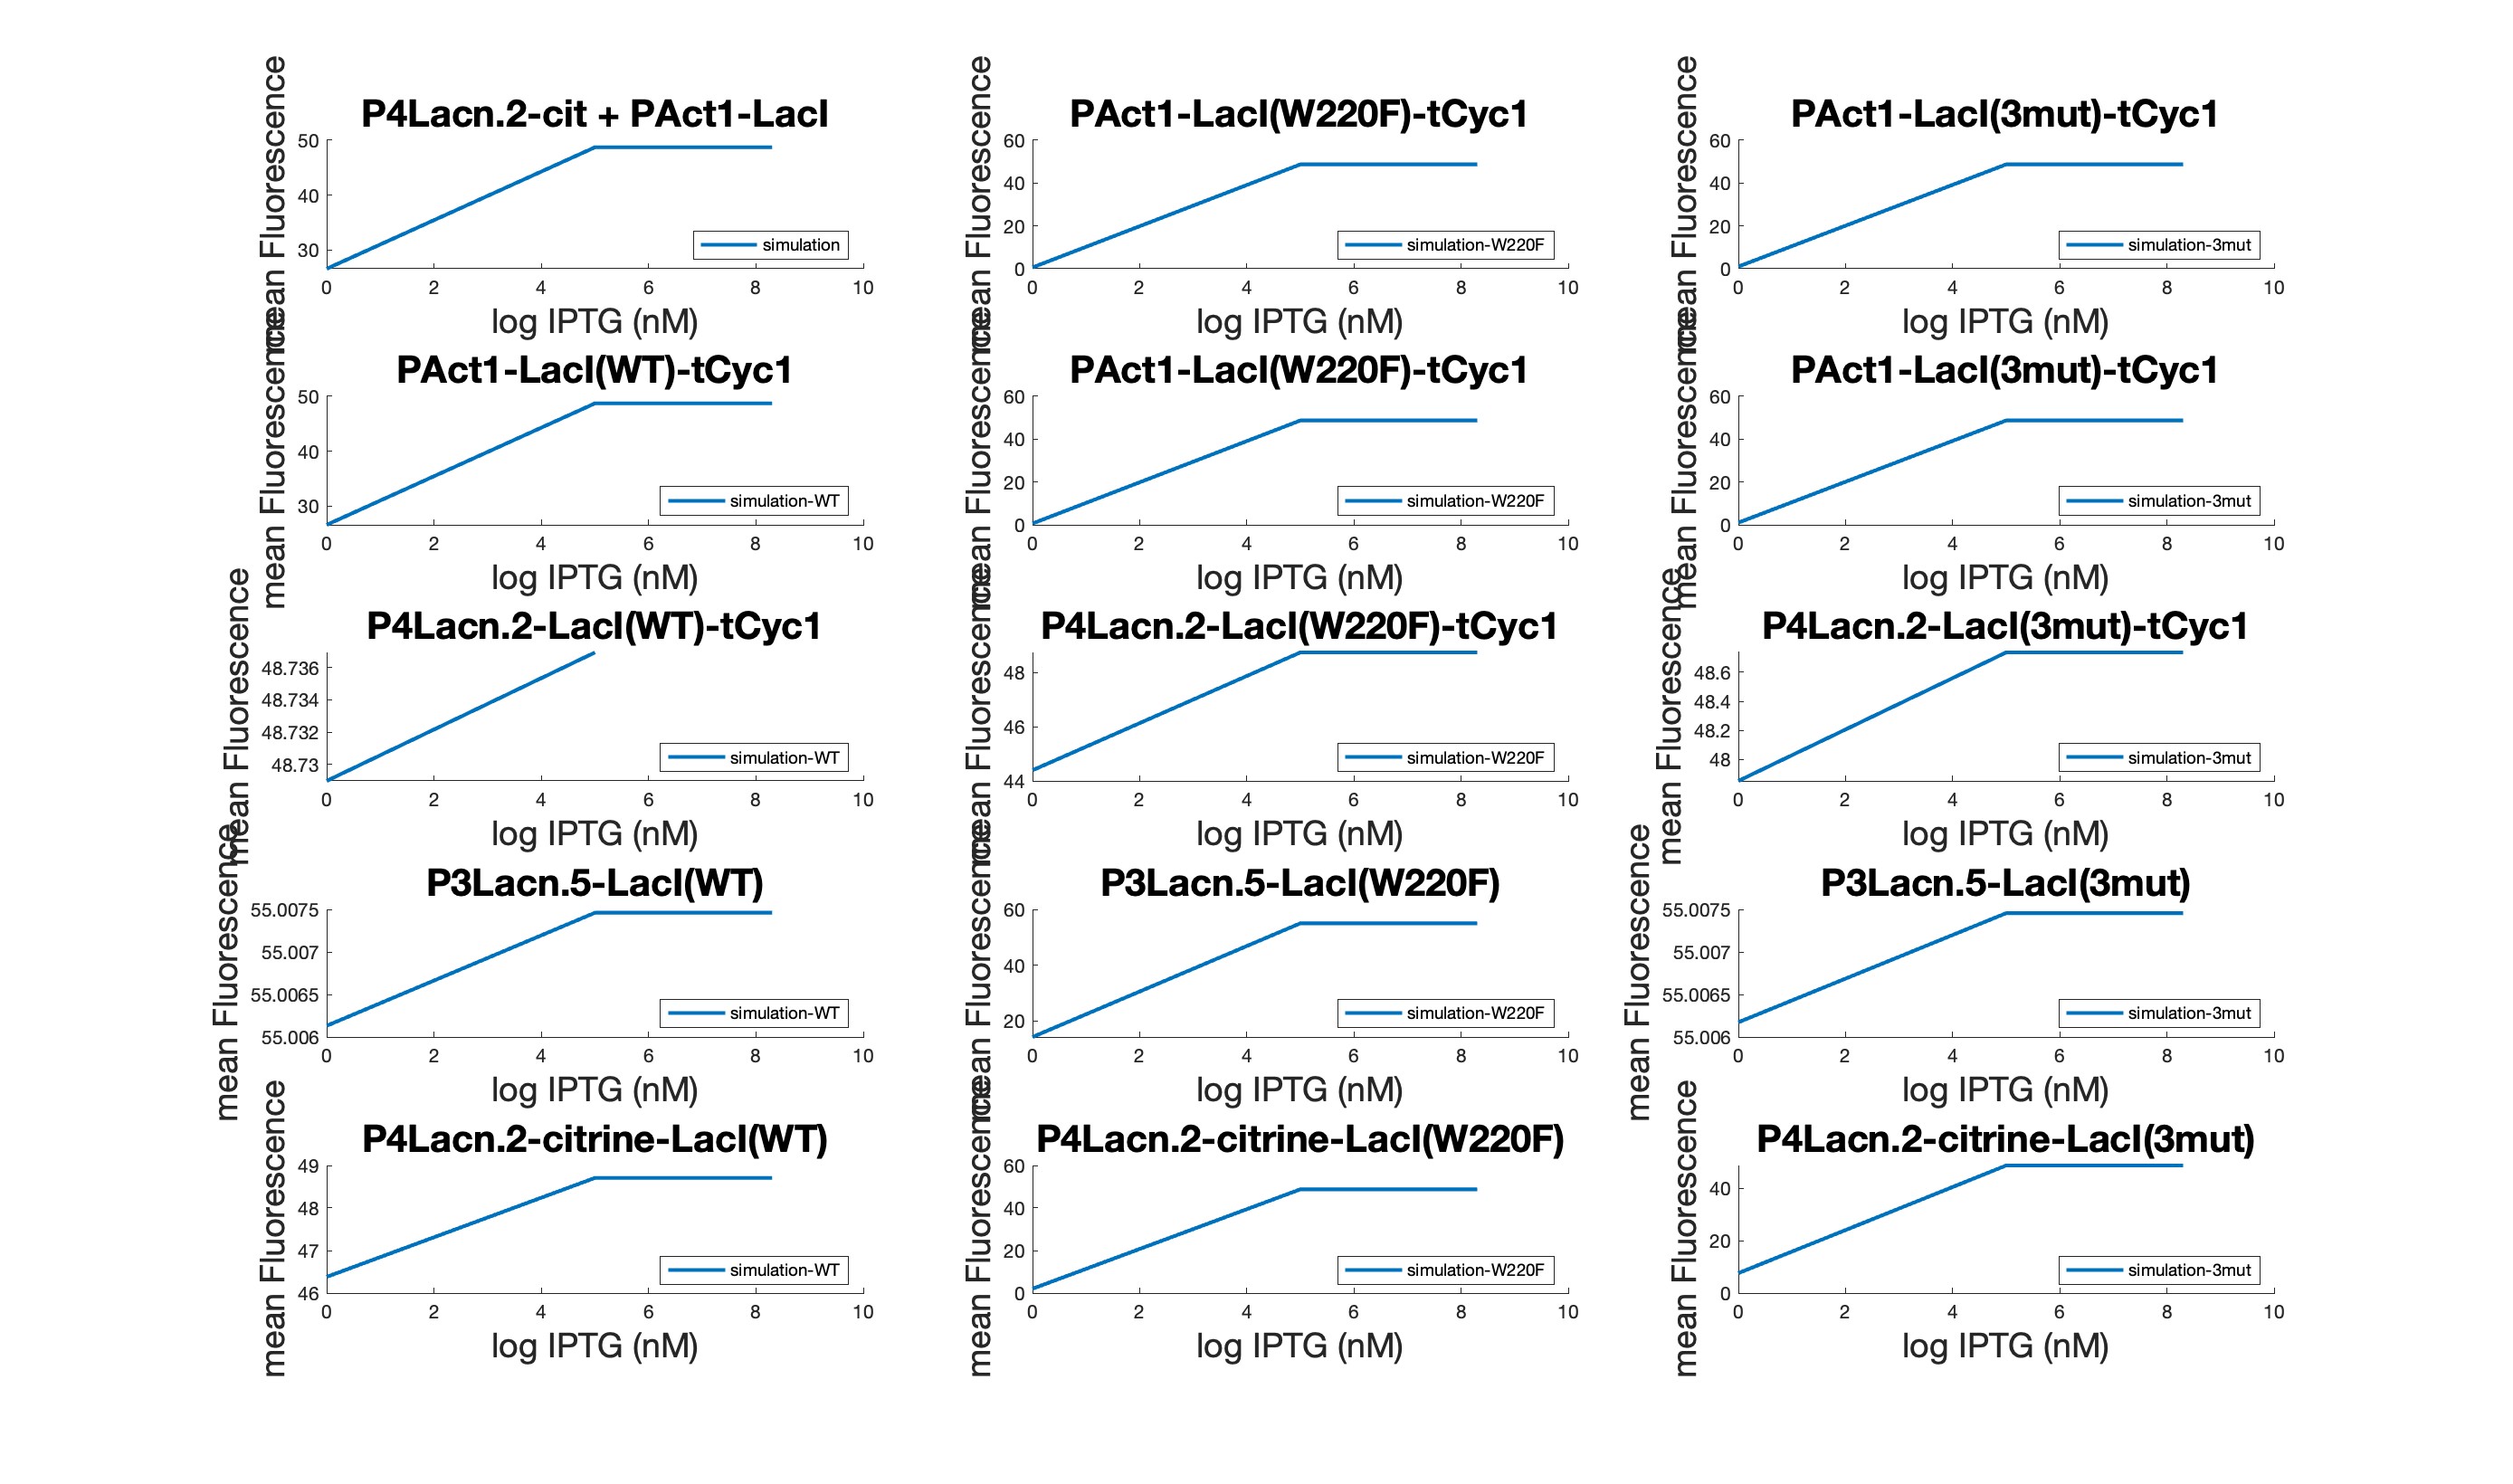 P4Lacn.2-cit + PAct1-LacI
mean Fluorescence
50
40
30
0 2 4 6 8 10
log IPTG (nM)
simulation
PAct1-LacI(W220F)-tCyc1
mean Fluorescence
60
40
20
0
0 2 4 6 8 10
log IPTG (nM)
simulation-W220F
PAct1-LacI(3mut)-tCyc1
mean Fluorescence
60
40
20
0
0 2 4 6 8 10
log IPTG (nM)
simulation-3mut
PAct1-LacI(WT)-tCyc1
mean Fluorescence
50
40
30
0 2 4 6 8 10
log IPTG (nM)
simulation-WT
PAct1-LacI(W220F)-tCyc1
mean Fluorescence
60
40
20
0
0 2 4 6 8 10
log IPTG (nM)
simulation-W220F
PAct1-LacI(3mut)-tCyc1
mean Fluorescence
60
40
20
0
0 2 4 6 8 10
log IPTG (nM)
simulation-3mut
P4Lacn.2-LacI(WT)-tCyc1
mean Fluorescence
48.736
48.734
48.732
48.73
0 2 4 6 8 10
log IPTG (nM)
simulation-WT
P4Lacn.2-LacI(W220F)-tCyc1
mean Fluorescence
48
46
44
0 2 4 6 8 10
log IPTG (nM)
simulation-W220F
P4Lacn.2-LacI(3mut)-tCyc1
mean Fluorescence
48.6
48.4
48.2
48
0 2 4 6 8 10
log IPTG (nM)
simulation-3mut
P3Lacn.5-LacI(WT)
mean Fluorescence
55.0075
55.007
55.0065
55.006
0 2 4 6 8 10
log IPTG (nM)
simulation-WT
P3Lacn.5-LacI(W220F)
mean Fluorescence
60
40
20
0 2 4 6 8 10
log IPTG (nM)
simulation-W220F
P3Lacn.5-LacI(3mut)
mean Fluorescence
55.0075
55.007
55.0065
55.006
0 2 4 6 8 10
log IPTG (nM)
simulation-3mut
P4Lacn.2-citrine-LacI(WT)
mean Fluorescence
49
48
47
46
0 2 4 6 8 10
log IPTG (nM)
simulation-WT
P4Lacn.2-citrine-LacI(W220F)
mean Fluorescence
60
40
20
0
0 2 4 6 8 10
log IPTG (nM)
simulation-W220F
P4Lacn.2-citrine-LacI(3mut)
mean Fluorescence
40
20
0
0 2 4 6 8 10
log IPTG (nM)
simulation-3mut